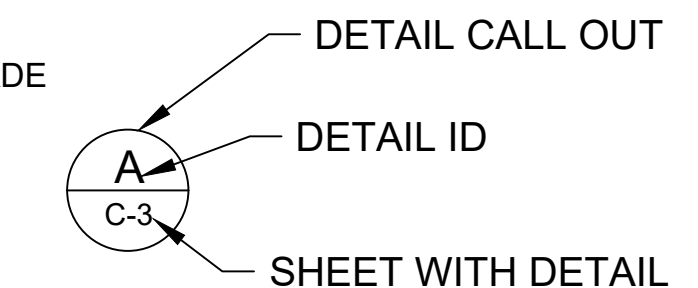 DETAIL CALL OUT
DE
A
DETAIL ID
C-3
SHEET WITH DETAIL